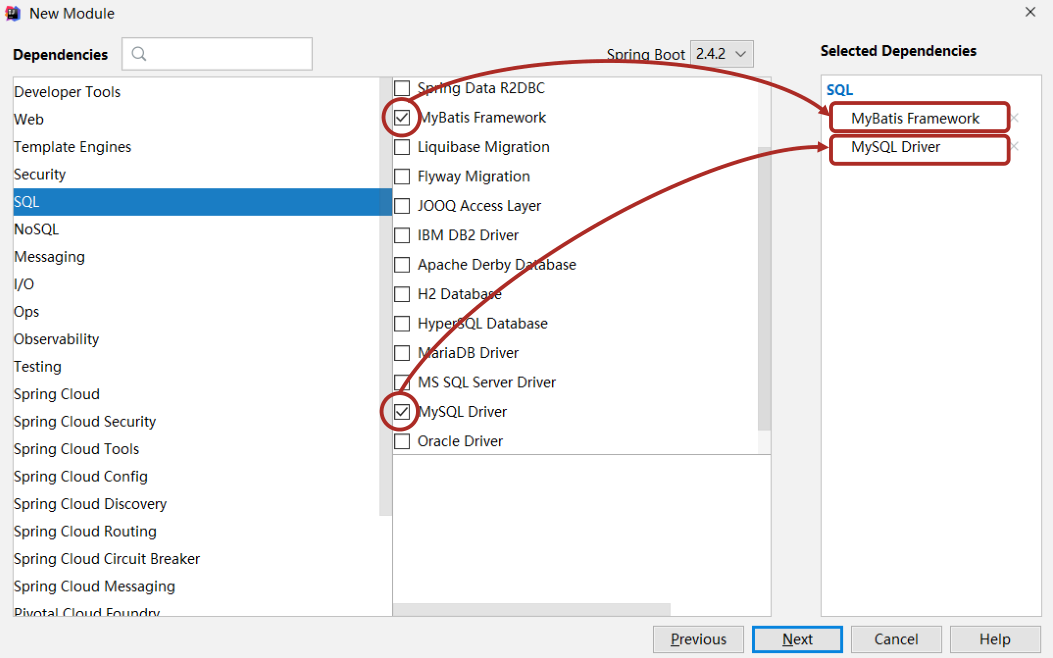 New Module
Dependencies
Spring Boot 2.4.2
Selected Dependencies
Developer Tools
Web
Template Engines
Security
SQL
NoSQL
Messaging
I/O
Ops
Observability
Testing
Spring Cloud
Spring Cloud Security
Spring Cloud Tools
Spring Cloud Config
Spring Cloud Discovery
Spring Cloud Routing
Spring Cloud Circuit Breaker
Spring Cloud Messaging
Pivotal Cloud Foundry
Spring Data R2DBC
MyBatis Framework
Liquibase Migration
Flyway Migration
JOOQ Access Layer
IBM DB2 Driver
Apache Derby Database
H2 Database
HyperSQL Database
MariaDB Driver
MS SQL Server Driver
MySQL Driver
Oracle Driver
SQL
MyBatis Framework
MySQL Driver
Previous
Next
Cancel
Help